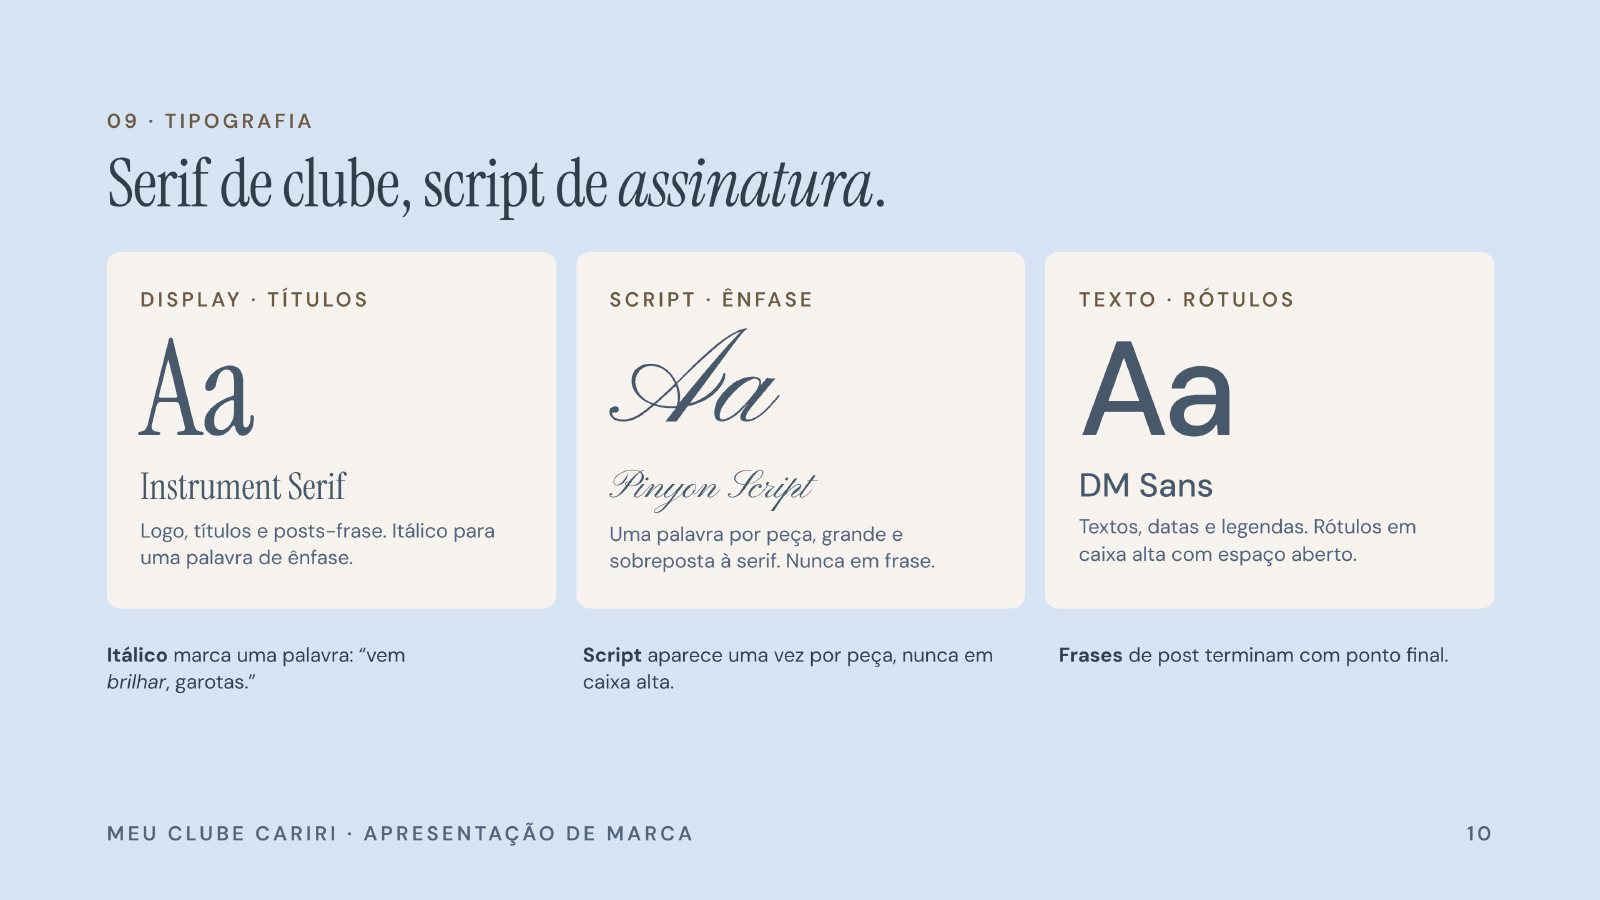 09 · TIPOGRAFIA
Serif de clube, script de assinatura.
DISPLAY · TÍTULOS
Aa
Instrument Serif
Logo, títulos e posts-frase. Itálico para
uma palavra de ênfase.
SCRIPT · ÊNFASE
Aa
Pinyon Script
Uma palavra por peça, grande e
sobreposta à serif. Nunca em frase.
TEXTO · RÓTULOS
Aa
DM Sans
Textos, datas e legendas. Rótulos em
caixa alta com espaço aberto.
Itálico marca uma palavra: “vem
brilhar, garotas.”
Script aparece uma vez por peça, nunca em
caixa alta.
Frases de post terminam com ponto final.
MEU CLUBE CARIRI · APRESENTAÇÃO DE MARCA
10